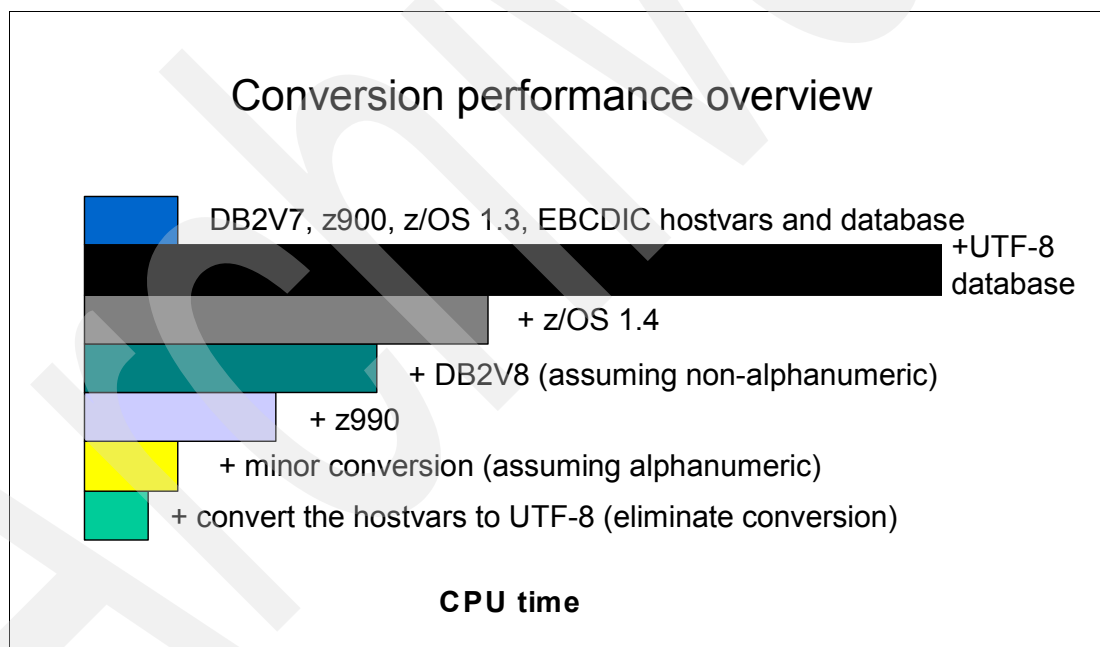 Conversion performance overview
DB2V7, z900, z/OS 1.3, EBCDIC hostvars and database
+UTF-8
database
+ z/OS 1.4
+ DB2V8 (assuming non-alphanumeric)
+ z990
+ minor conversion (assuming alphanumeric)
+ convert the hostvars to UTF-8 (eliminate conversion)
CPU time